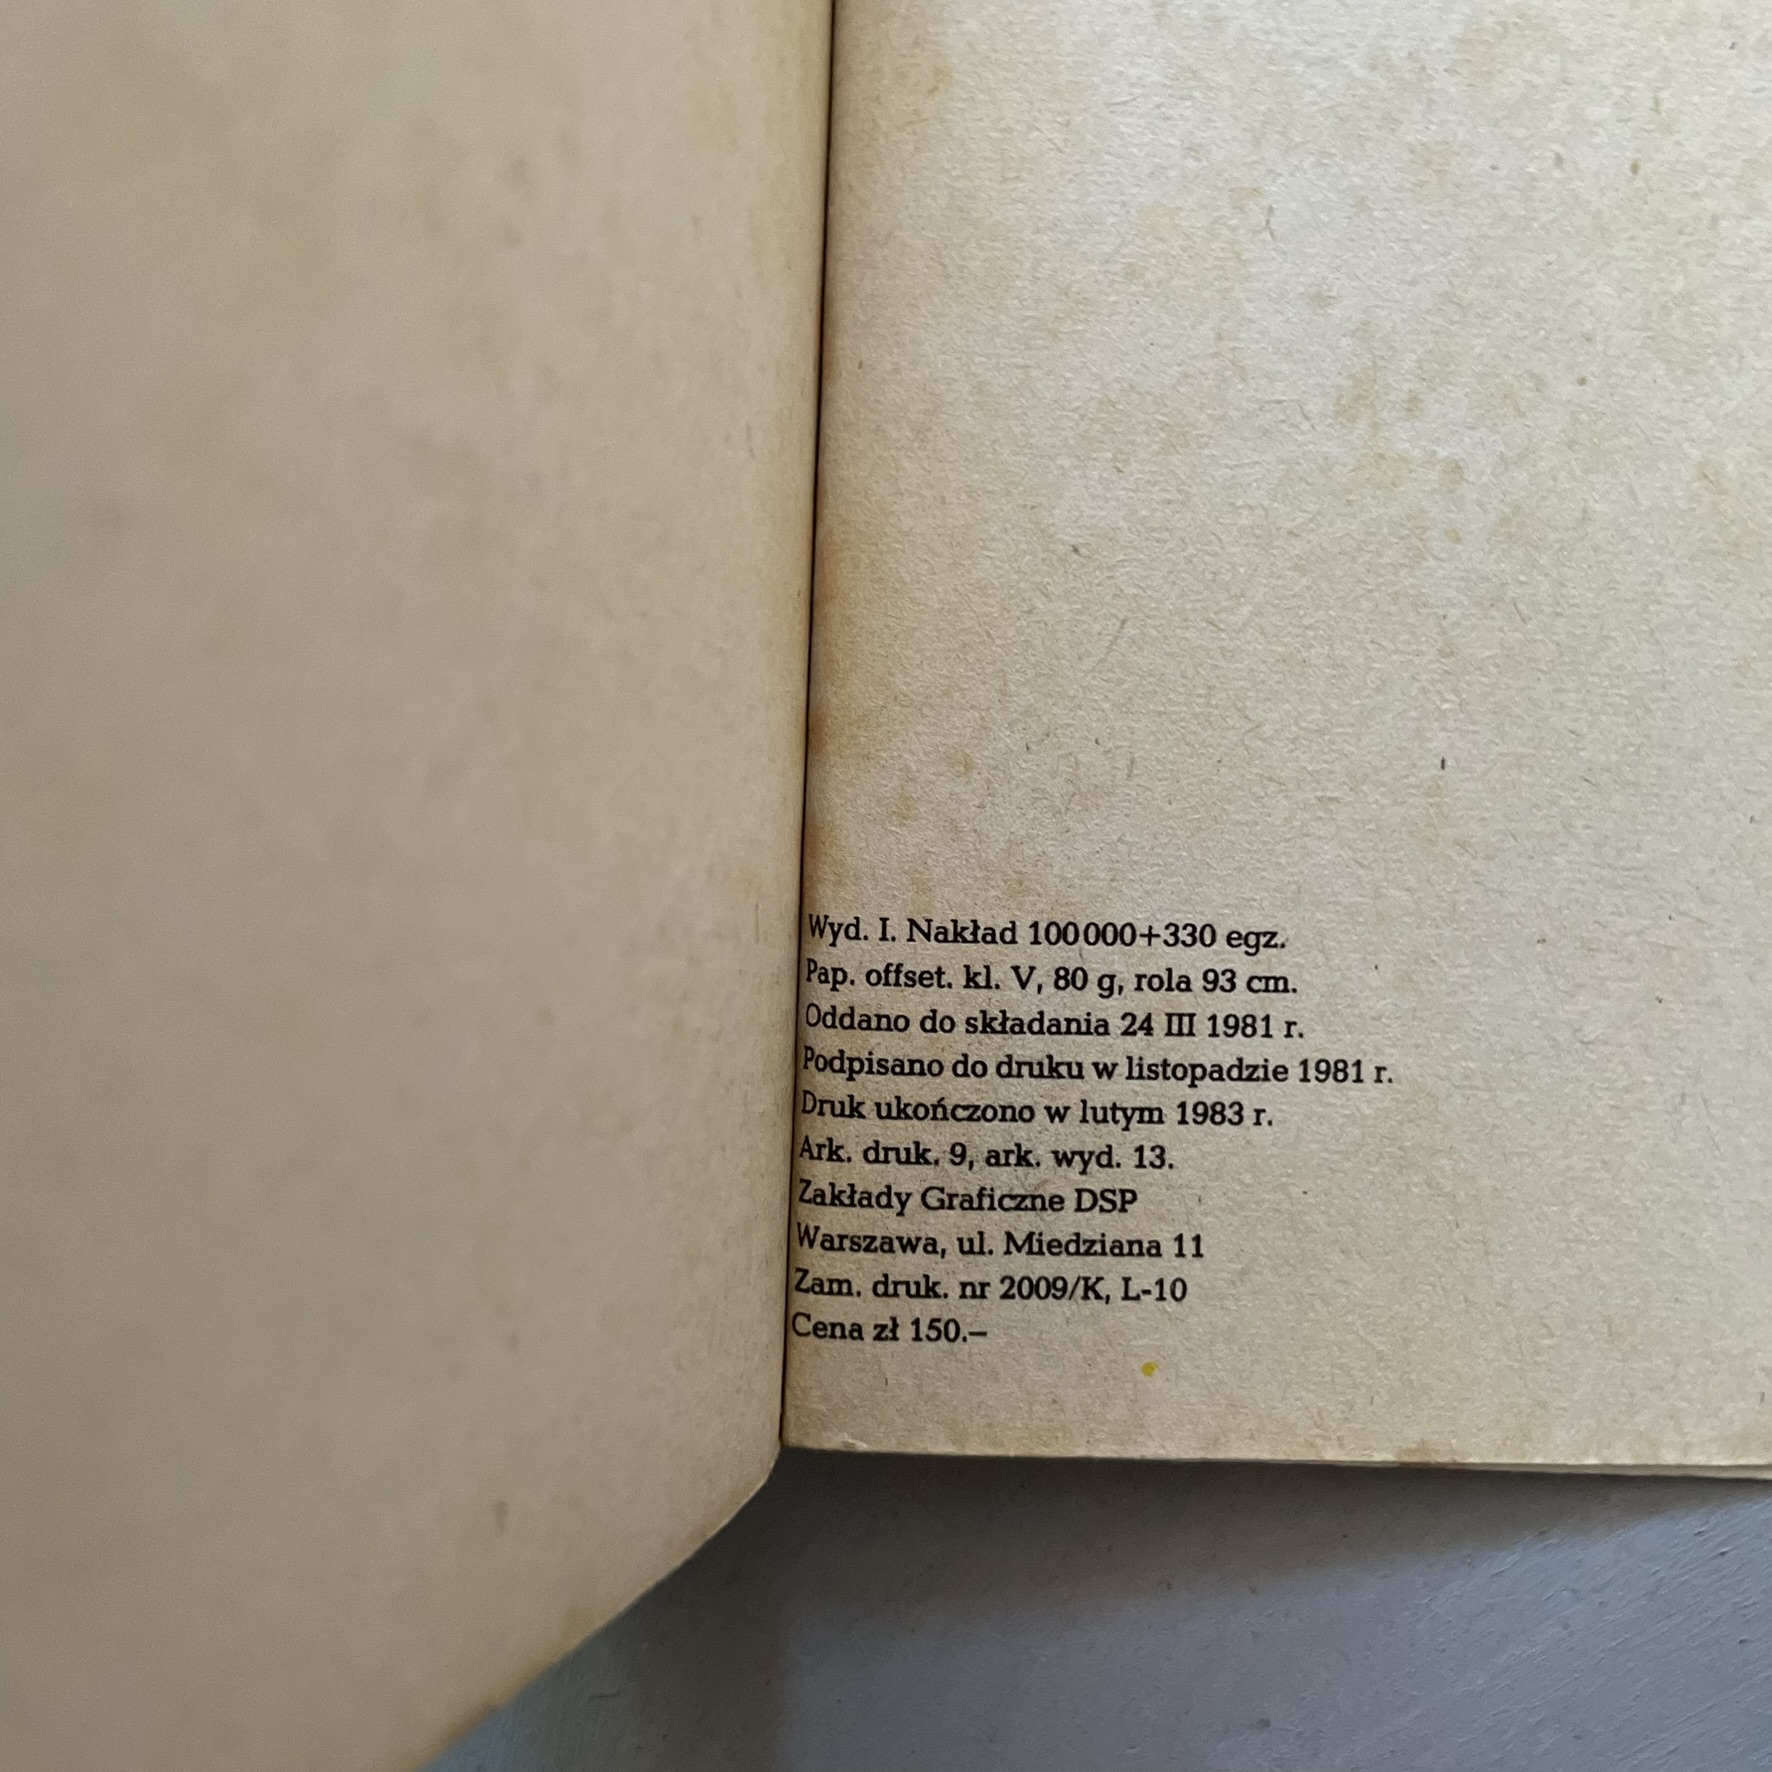 Wyd. I. Nakład 100000+330 egz.
Pap. offset. kl. V, 80 g, rola 93 cm.
Oddano do składania 24 III 1981 r.
Podpisano do druku w listopadzie 1981 r.
Druk ukończono w lutym 1983 r.
Ark. druk. 9, ark. wyd. 13.
Zakłady Graficzne DSP
Warszawa, ul. Miedziana 11
Zam. druk. nr 2009/K, L-10
Cena zł 150.–